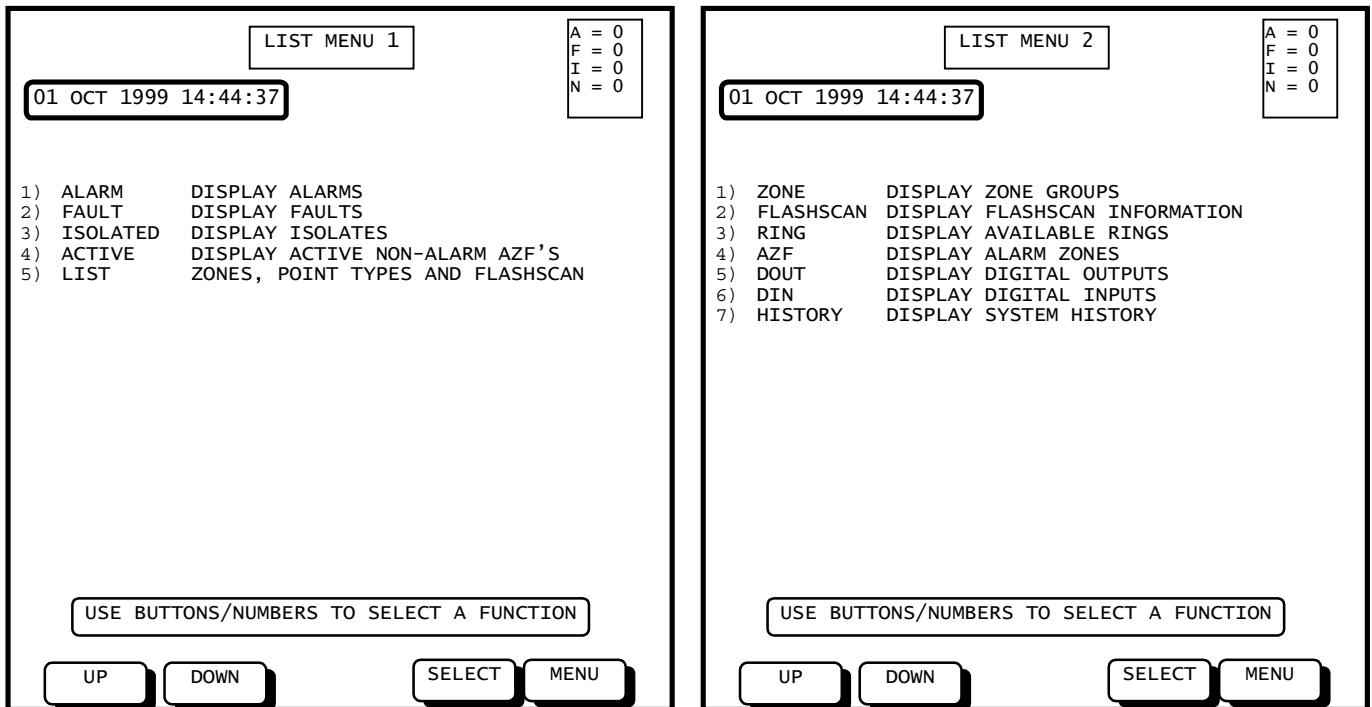 LIST MENU 1
A = 0
F = 0
I = 0
N = 0
01 OCT 1999 14:44:37
1) ALARM DISPLAY ALARMS
2) FAULT DISPLAY FAULTS
3) ISOLATED DISPLAY ISOLATES
4) ACTIVE DISPLAY ACTIVE NON-ALARM AZF’S
5) LIST ZONES, POINT TYPES AND FLASHSCAN
USE BUTTONS/NUMBERS TO SELECT A FUNCTION
UP DOWN SELECT MENU
LIST MENU 2
A = 0
F = 0
I = 0
N = 0
01 OCT 1999 14:44:37
1) ZONE DISPLAY ZONE GROUPS
2) FLASHSCAN DISPLAY FLASHSCAN INFORMATION
3) RING DISPLAY AVAILABLE RINGS
4) AZF DISPLAY ALARM ZONES
5) DOUT DISPLAY DIGITAL OUTPUTS
6) DIN DISPLAY DIGITAL INPUTS
7) HISTORY DISPLAY SYSTEM HISTORY
USE BUTTONS/NUMBERS TO SELECT A FUNCTION
UP DOWN SELECT MENU